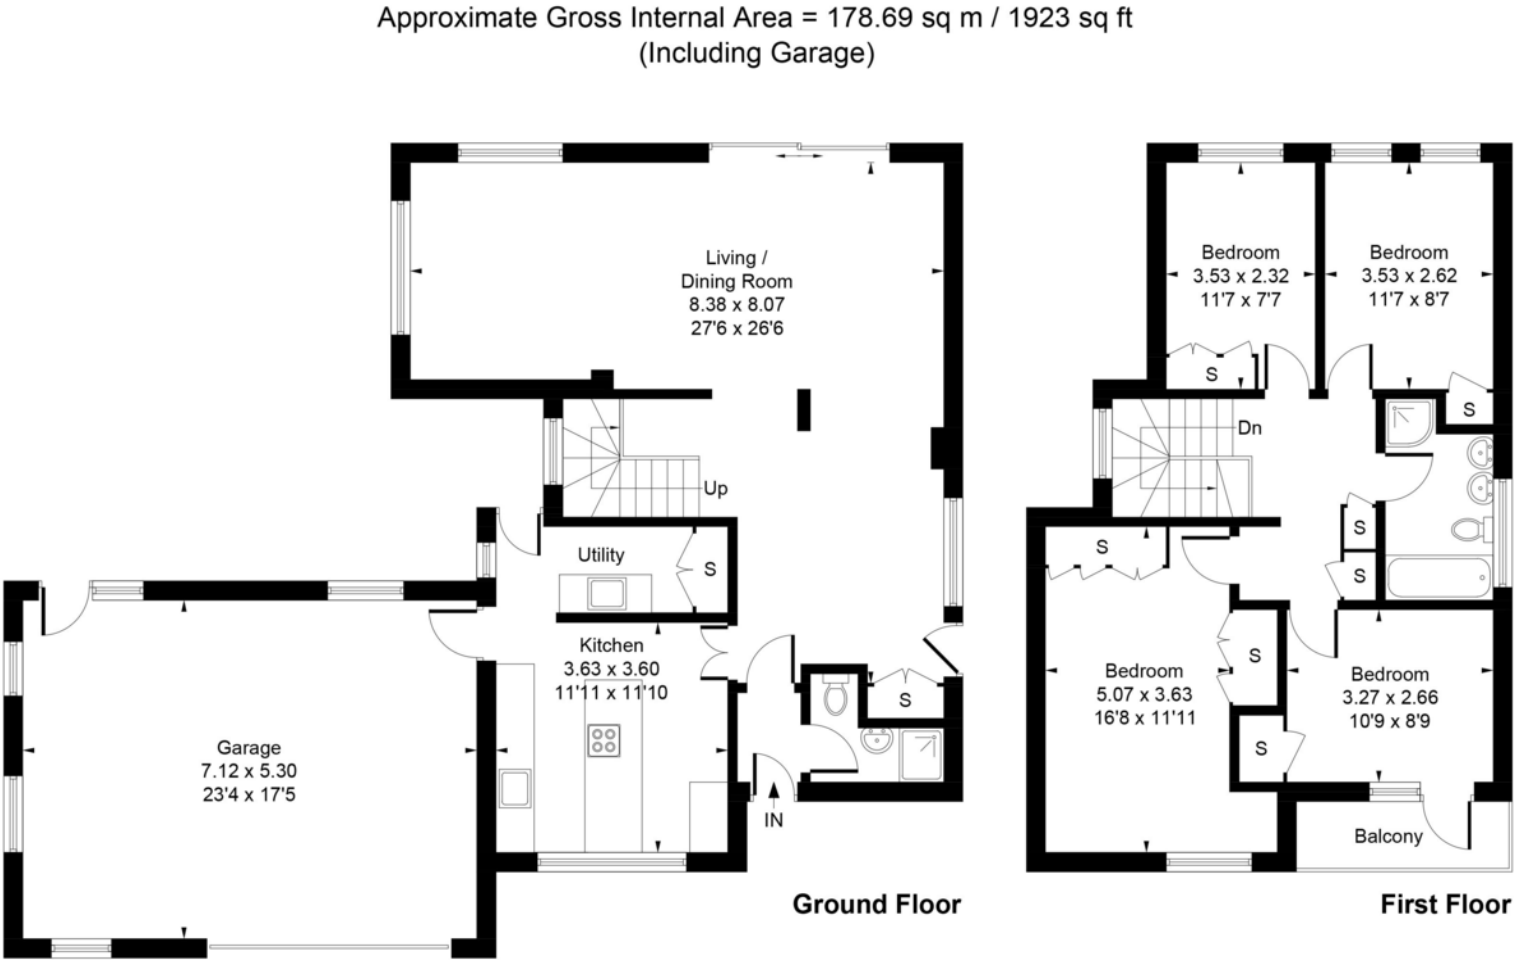 Approximate Gross Internal Area = 178.69 sq m / 1923 sq ft
(Including Garage)
Living /
Dining Room
8.38 x 8.07
27'6 x 26'6
Up
Utility
S
Kitchen
3.63 x 3.60
11'11 x 11'10
S
Garage
7.12 x 5.30
23'4 x 17'5
IN
Ground Floor
Bedroom
3.53 x 2.32
11'7 x 7'7
S
Bedroom
3.53 x 2.62
11'7 x 8'7
S
Dn
S
S
S
Bedroom
5.07 x 3.63
16'8 x 11'11
S
S
Bedroom
3.27 x 2.66
10'9 x 8'9
Balcony
First Floor